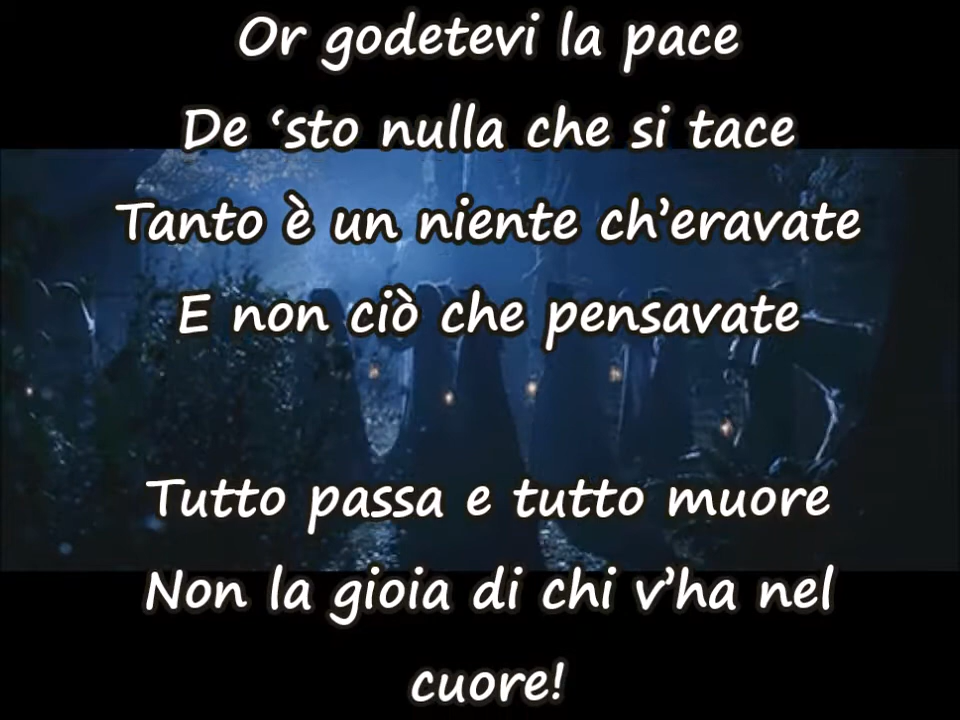 Or godetevi la pace
De ‘sto nulla che si tace
Tanto è un niente ch’eravate
E non ciò che pensavate
Tutto passa e tutto muore
Non la gioia di chi v’ha nel
cuore!